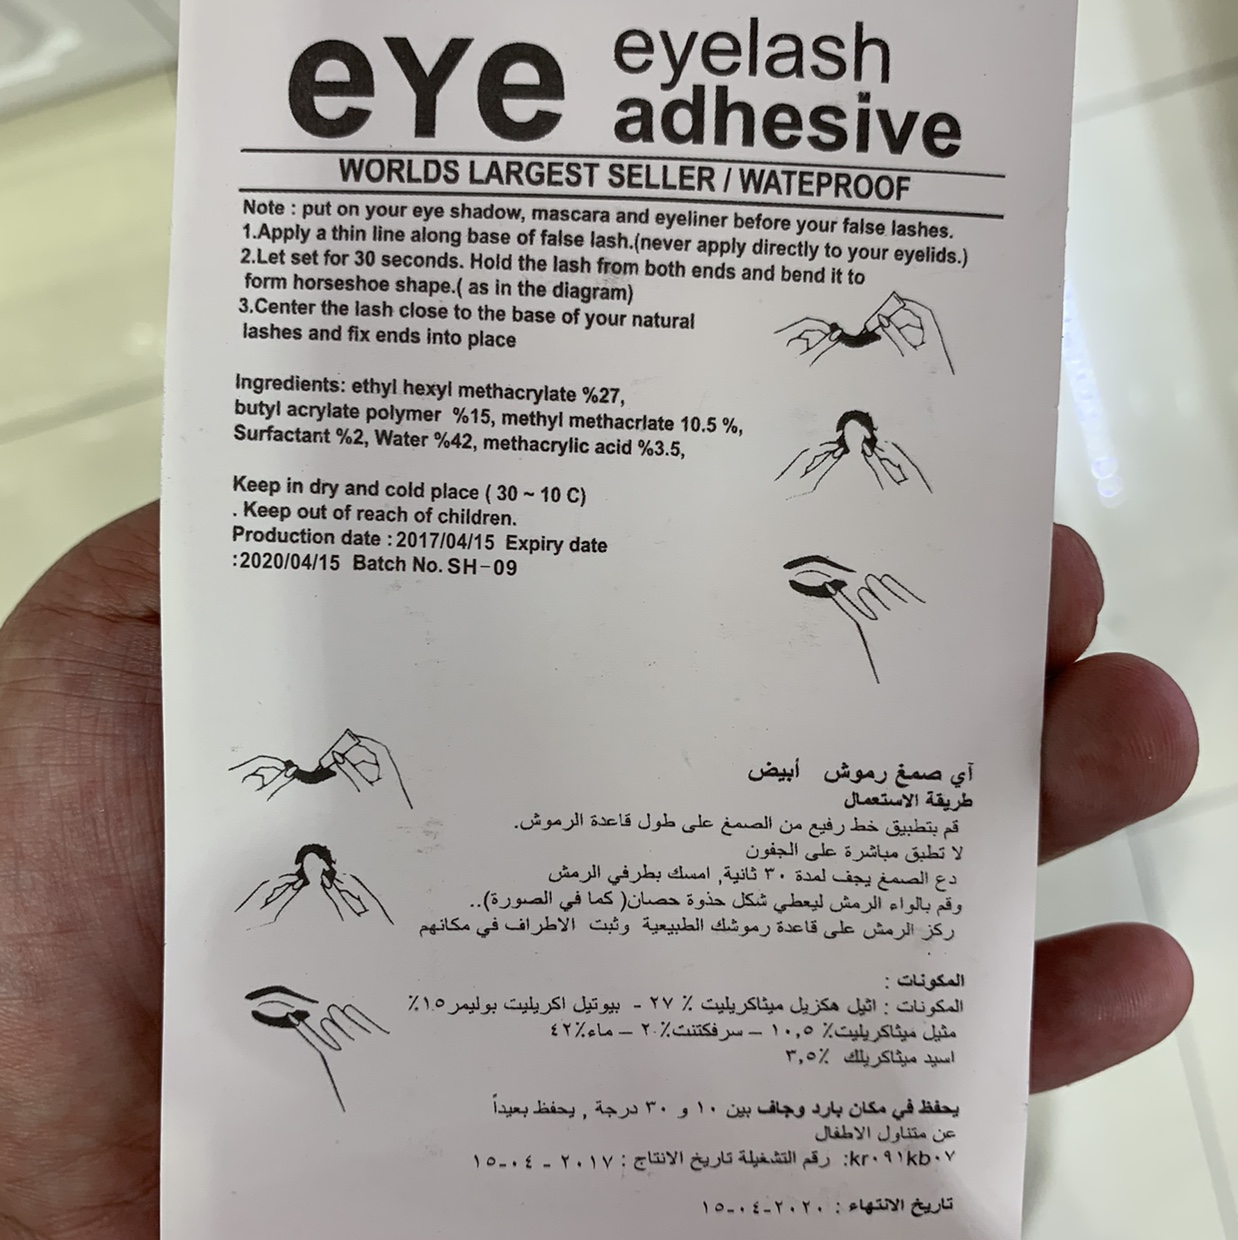 eYe eyelash
adhesive
WORLDS LARGEST SELLER / WATEPROOF
Note : put on your eye shadow, mascara and eyeliner before your false lashes.
1.Apply a thin line along base of false lash.(never apply directly to your eyelids.)
2.Let set for 30 seconds. Hold the lash from both ends and bend it to
form horseshoe shape.( as in the diagram)
3.Center the lash close to the base of your natural
lashes and fix ends into place
Ingredients: ethyl hexyl methacrylate %27,
butyl acrylate polymer %15, methyl methacrlate 10.5 %,
Surfactant %2, Water %42, methacrylic acid %3.5,
Keep in dry and cold place ( 30 ~ 10 C)
. Keep out of reach of children.
Production date : 2017/04/15 Expiry date
:2020/04/15 Batch No. SH-09
آي صمغ رموش أبيض
طريقة الاستعمال
قم بتطبيق خط رفيع من الصمغ على طول قاعدة الرموش.
لا تطبق مباشرة على الجفون
دع الصمغ يجف لمدة ٣٠ ثانية, امسك بطرفي الرمش
وقم بالواء الرمش ليعطي شكل حذوة حصان( كما في الصورة)..
ركز الرمش على قاعدة رموشك الطبيعية وثبت الاطراف في مكانهم
المكونات :
المكونات : اثيل هكزيل ميثاكريليت ٪ ٢٧ - بيوتيل اكريليت بوليمر ١٥٪
مثيل ميثاكريليت٪ ١٠,٥ – سرفكتنت٪٢ – ماء٪٤٢
اسيد ميثاكريلك ٪٣,٥
يحفظ في مكان بارد وجاف بين ١٠ و ٣٠ درجة , يحفظ بعيداً
عن متناول الاطفال
kr٠٩١kb٠٧: رقم التشغيلة تاريخ الانتاج : ٢٠١٧ - ٠٤-١٥
تاريخ الانتهاء : ٢٠٢٠-٠٤-١٥